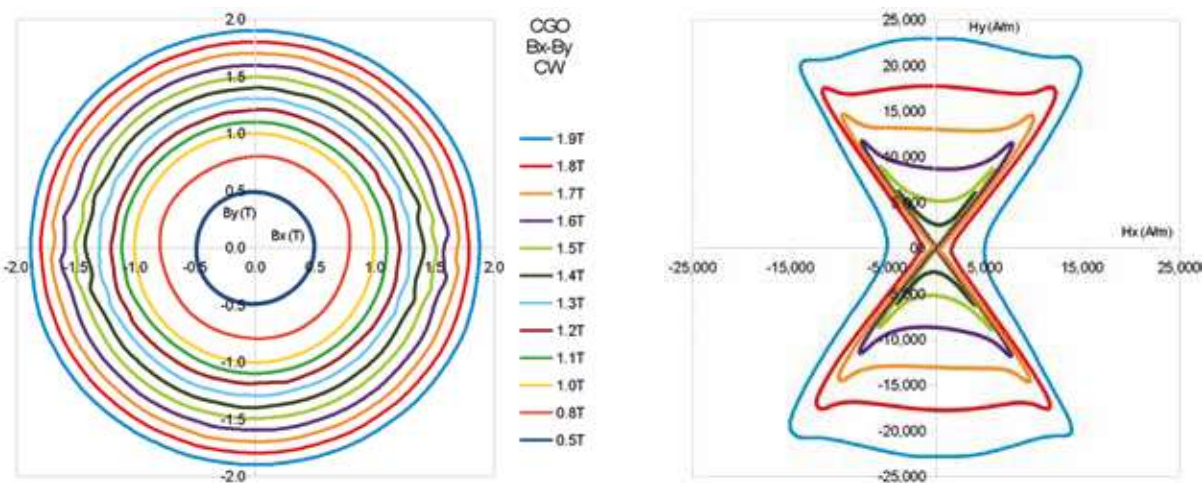 2.0
1.5
1.0
0.5
By (T)
Bx (T)
0.0
-2.0
-1.5
-1.0
-0.5
0.0
0.5
1.0
1.5
2.0
-0.5
-1.0
-1.5
-2.0
CGO
Bx-By
CW
1.9T
1.8T
1.7T
1.6T
1.5T
1.4T
1.3T
1.2T
1.1T
1.0T
0.8T
0.5T
25,000
Hy (A/m)
20,000
15,000
10,000
5,000
Hx (A/m)
-25,000
-15,000
-5,000
5,000
15,000
25,000
-5,000
-10,000
-15,000
-20,000
-25,000